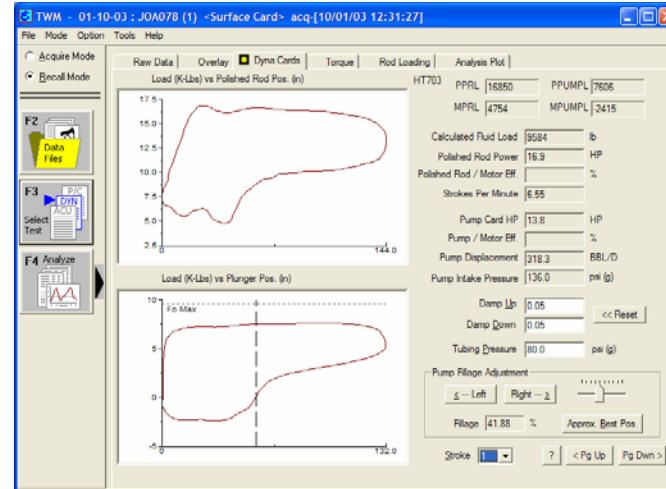 TWM - 01-10-03 : JOA078 (1) <Surface Card> acq-[10/01/03 12:31:27]
File Mode Option Tools Help
Acquire Mode
Recall Mode
Raw Data Overlay Dyna Cards Torque Rod Loading Analysis Plot
Load (K-Lbs) vs Polished Rod Pos. (in)
HT703
PPRL 16850 PPUMPL 7606
MPRL 4754 MPUMPL -2415
17.5
15.0
12.5
10.0
7.5
5.0
2.5
0
144.0
F2
Data
Files
F3
P/C
DYN
ACU
Select
Test
F4 Analyze
Calculated Fluid Load 9584 lb
Polished Rod Power 16.9 HP
Polished Rod / Motor Eff. %
Strokes Per Minute 6.55
Pump Card HP 13.8 HP
Pump / Motor Eff. %
Pump Displacement 318.3 BBL/D
Pump Intake Pressure 136.0 psi (g)
Load (K-Lbs) vs Plunger Pos. (in)
10
Fo Max
5
0
-5
0
132.0
Damp Up 0.05
Damp Down 0.05
<< Reset
Tubing Pressure 80.0 psi (g)
Pump Fillage Adjustment
< -- Left Right -- >
Fillage 41.88 % Approx. Best Pos.
Stroke 1 ? < Pg Up Pg Dwn >